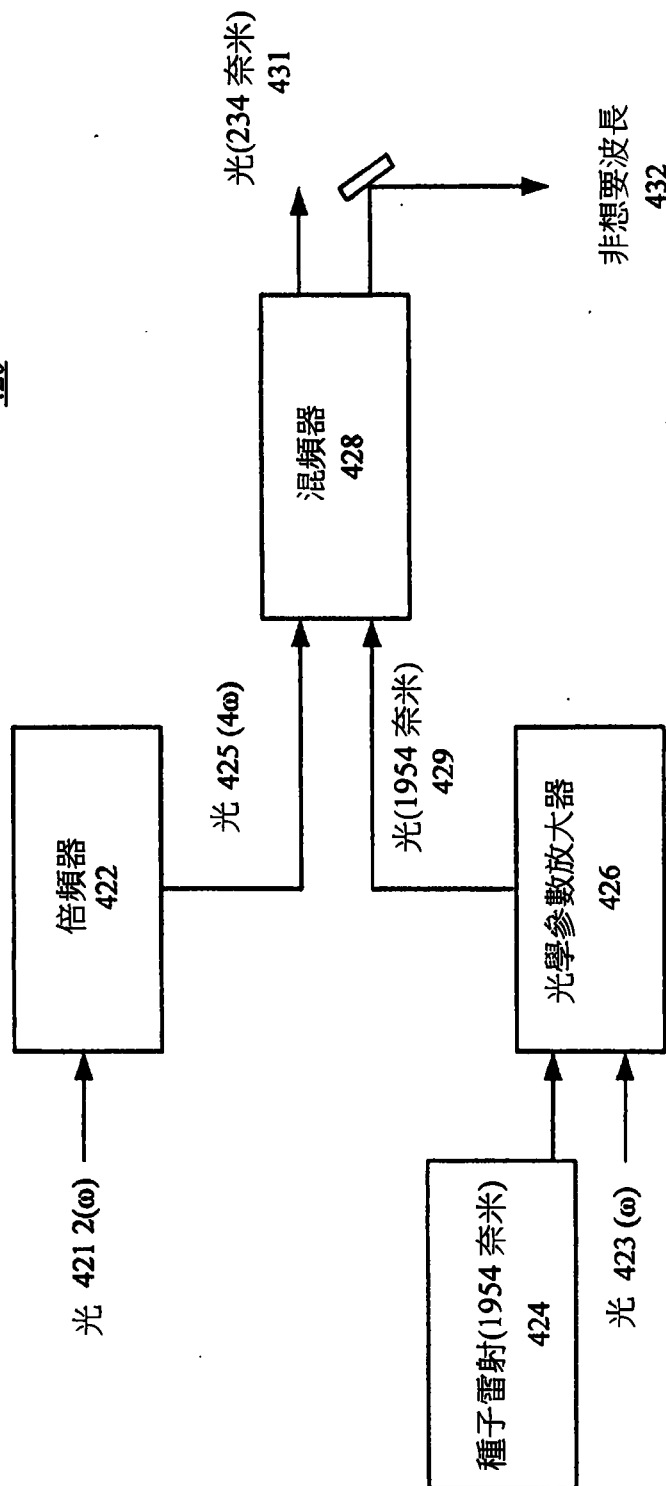 光 421 2(ω)
倍頻器
422
光 425 (4ω)
種子雷射(1954 奈米)
424
光 423 (ω)
光學參數放大器
426
光(1954 奈米)
429
混頻器
428
光(234 奈米)
431
非想要波長
432